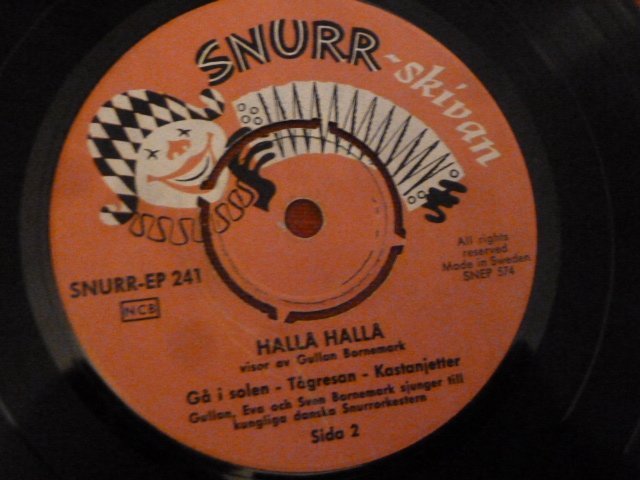 SNURR-skivan
All rights
reserved
Made in Sweden
SNEP 574
SNURR-EP 241
NCB
HALLÅ HALLÅ
visor av Gullan Bornemark
Gå i solen - Tågresan - Kastanjetter
Gullan, Eva och Sven Bornemark sjunger till
kungliga danska Snurrorkestern
Sida 2